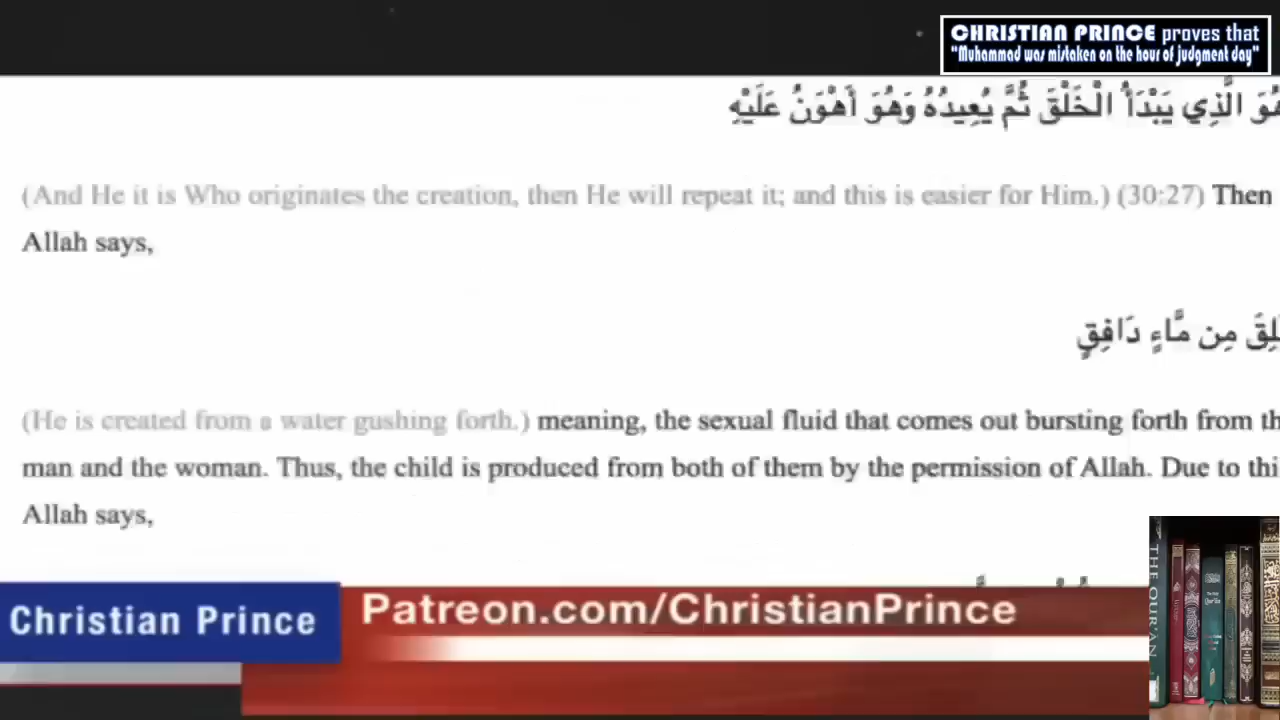 CHRISTIAN PRINCE proves that
"Muhammad was mistaken on the hour of judgment day"
هُوَ الَّذِي يَبْدَأُ الْخَلْقَ ثُمَّ يُعِيدُهُ وَهُوَ أَهْوَنُ عَلَيْهِ
(And He it is Who originates the creation, then He will repeat it; and this is easier for Him.) (30:27) Then
Allah says,
مِن مَّاءٍ دَافِقٍ
(He is created from a water gushing forth.) meaning, the sexual fluid that comes out bursting forth from th
man and the woman. Thus, the child is produced from both of them by the permission of Allah. Due to thi
Allah says,
Christian Prince
Patreon.com/ChristianPrince
THE QUR'AN